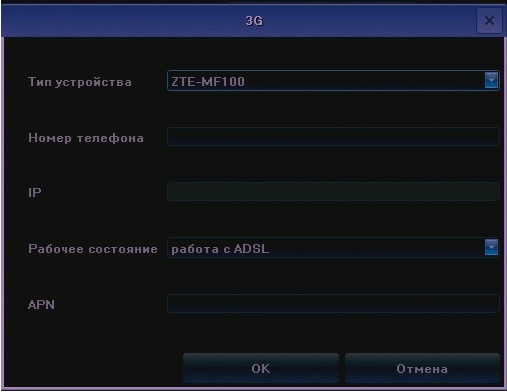 3G
Тип устройства ZTE-MF100
Номер телефона
IP
Рабочее состояние работа с ADSL
APN
OK Отмена